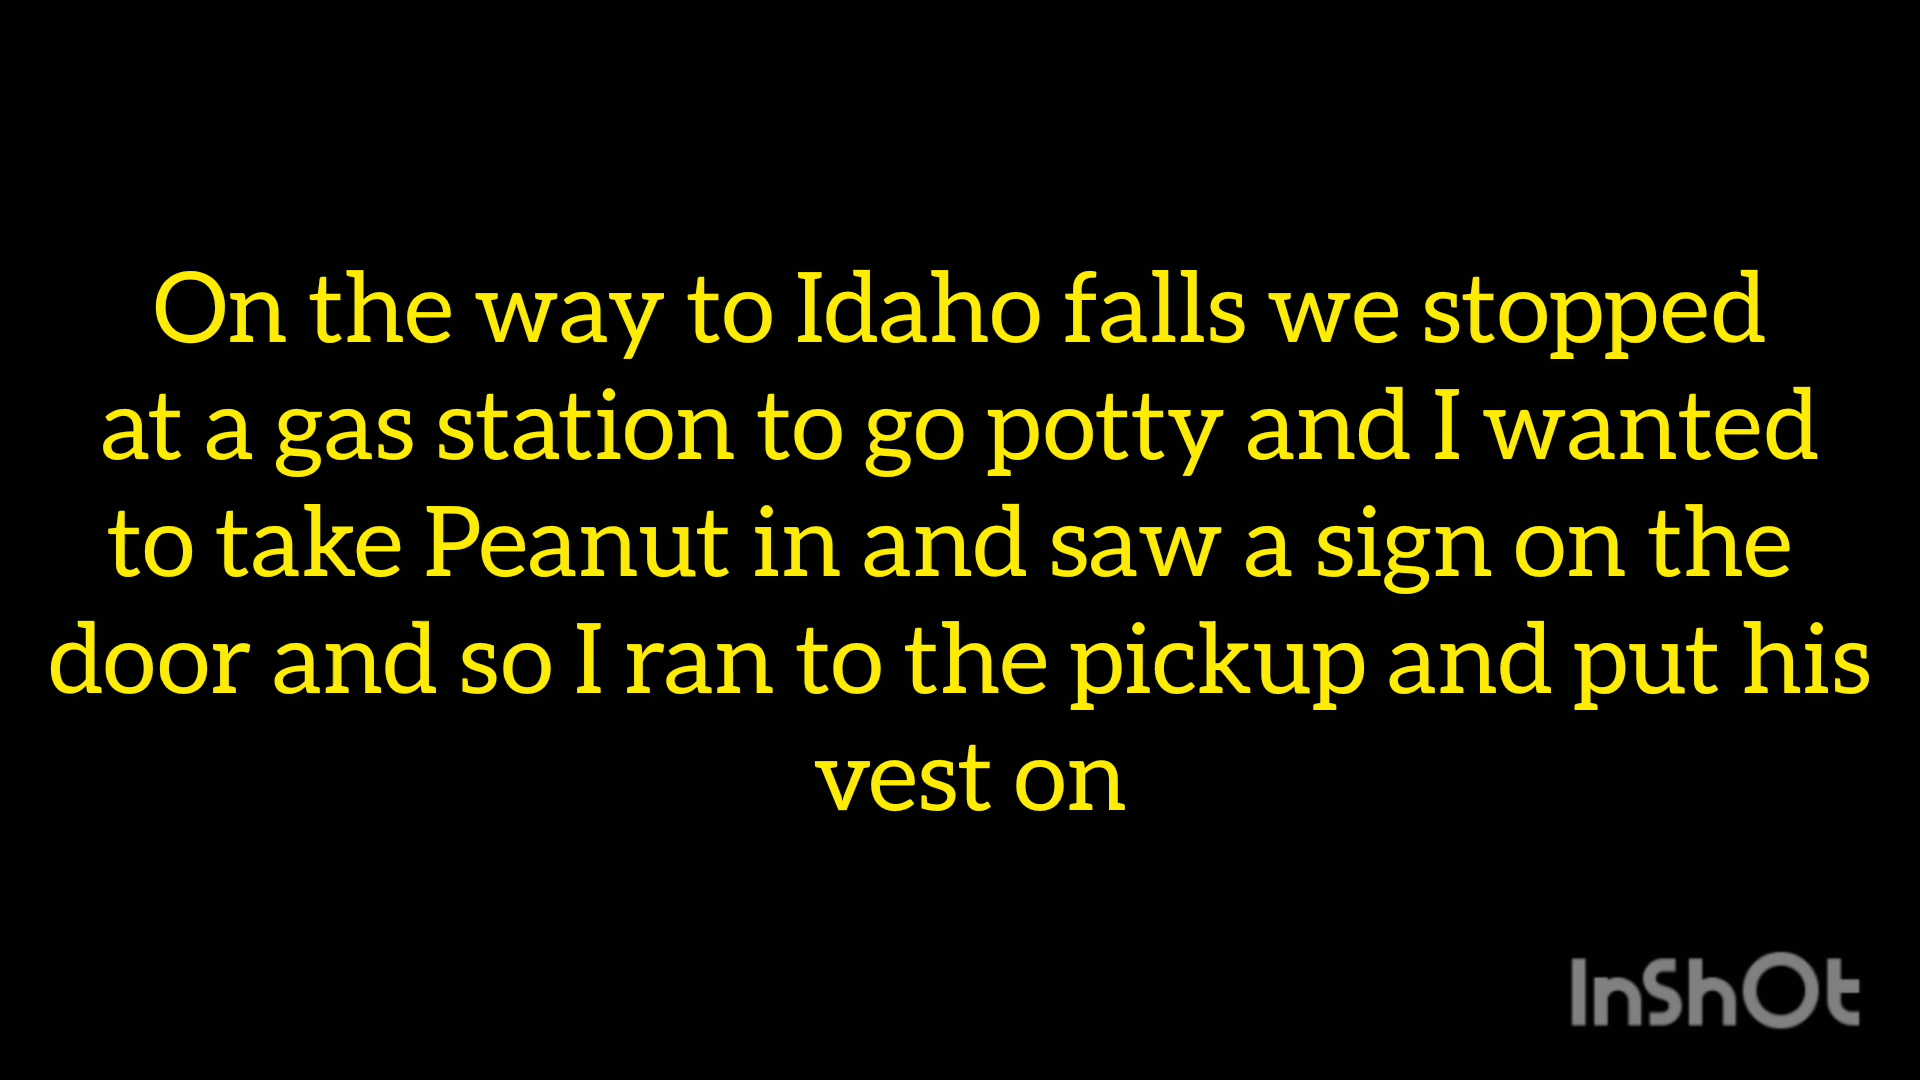 On the way to Idaho falls we stopped
at a gas station to go potty and I wanted
to take Peanut in and saw a sign on the
door and so I ran to the pickup and put his
vest on
InShOt